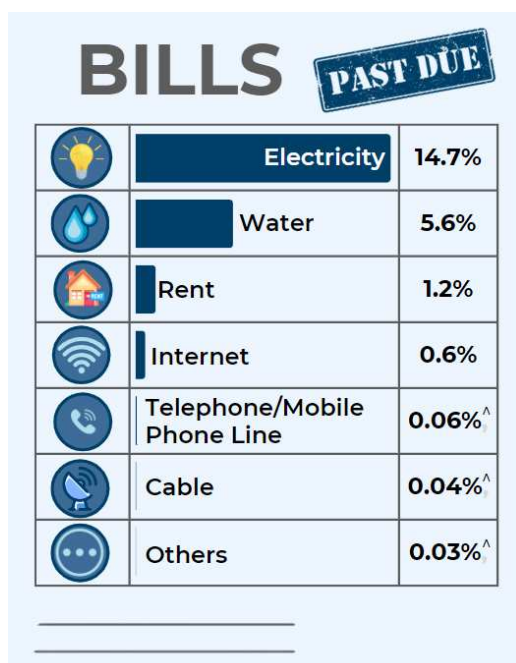 BILLS
PAST DUE
Electricity 14.7%
Water 5.6%
Rent 1.2%
Internet 0.6%
Telephone/Mobile
Phone Line 0.06%^
Cable 0.04%^
Others 0.03%^